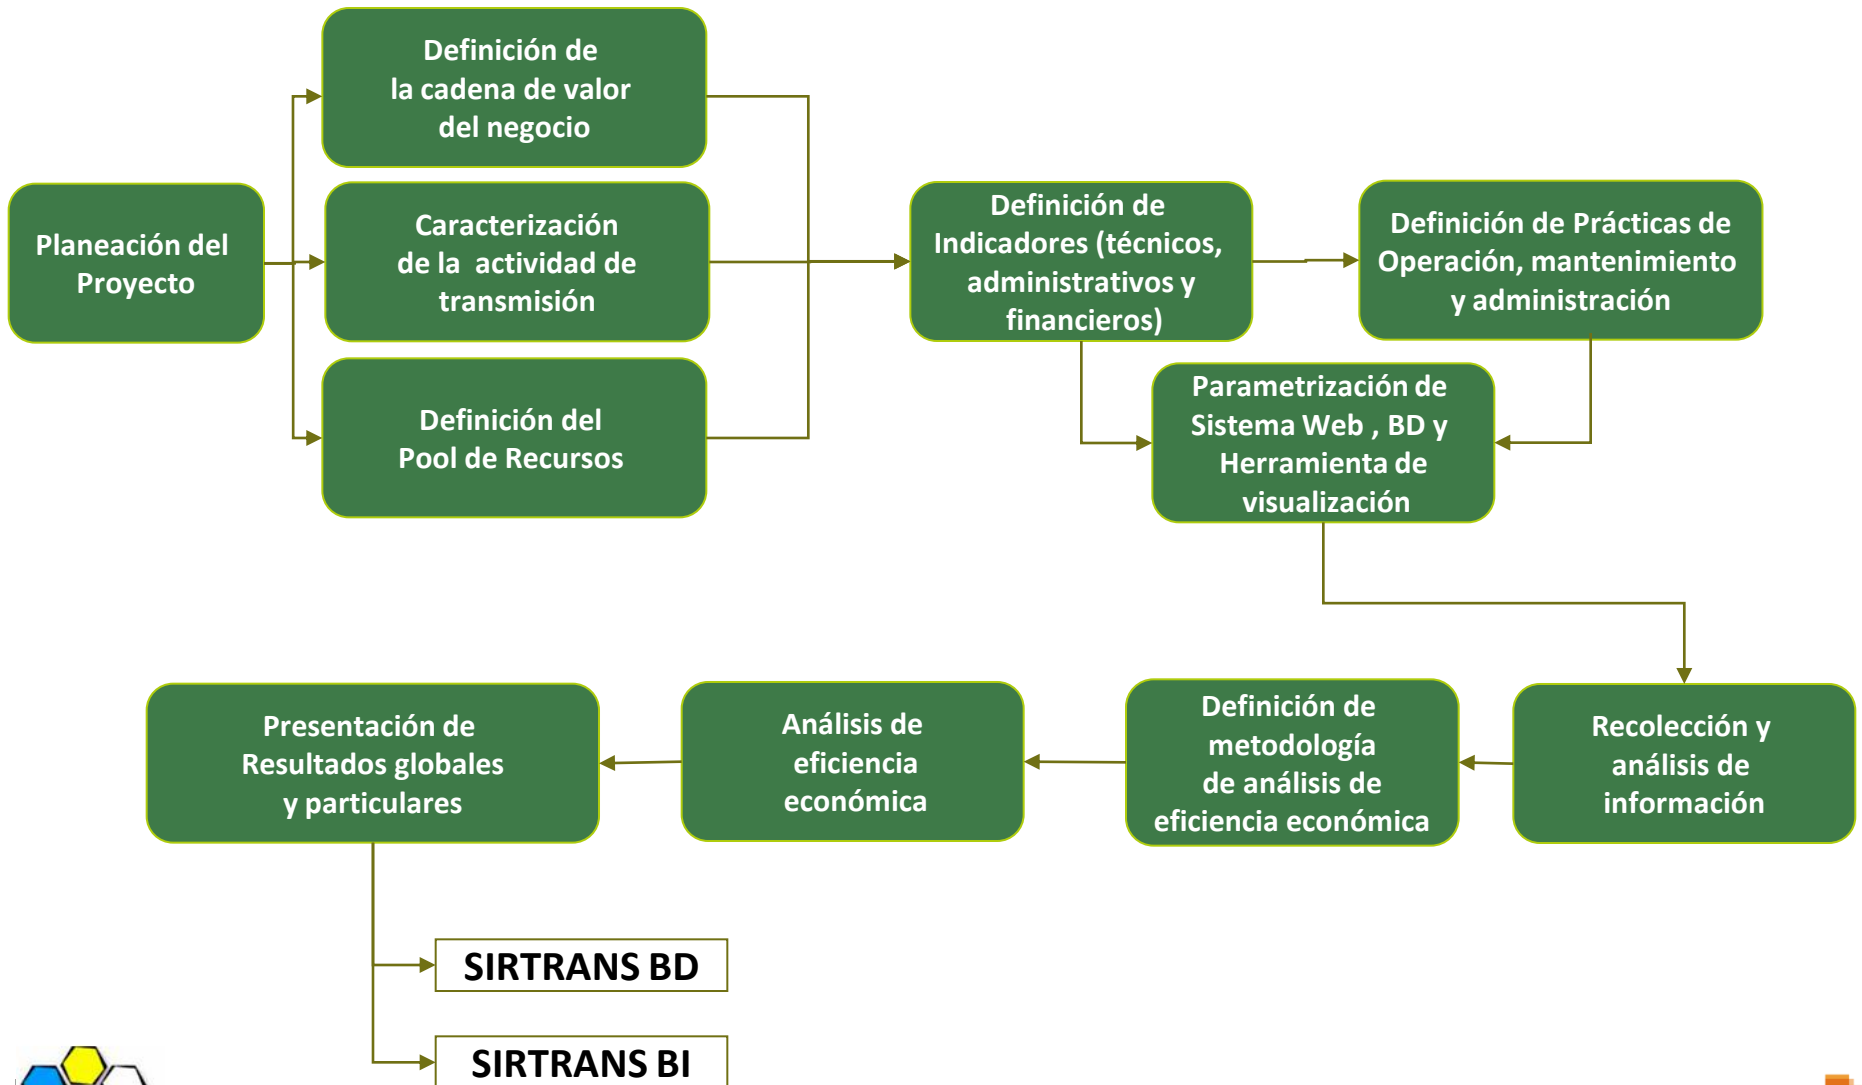 Definición de
la cadena de valor
del negocio
Planeación del
Proyecto
Caracterización
de la actividad de
transmisión
Definición del
Pool de Recursos
Definición de
Indicadores (técnicos,
administrativos y
financieros)
Definición de Prácticas de
Operación, mantenimiento
y administración
Parametrización de
Sistema Web , BD y
Herramienta de
visualización
Recolección y
análisis de
información
Definición de
metodología
de análisis de
eficiencia económica
Análisis de
eficiencia
económica
Presentación de
Resultados globales
y particulares
SIRTRANS BD
SIRTRANS BI